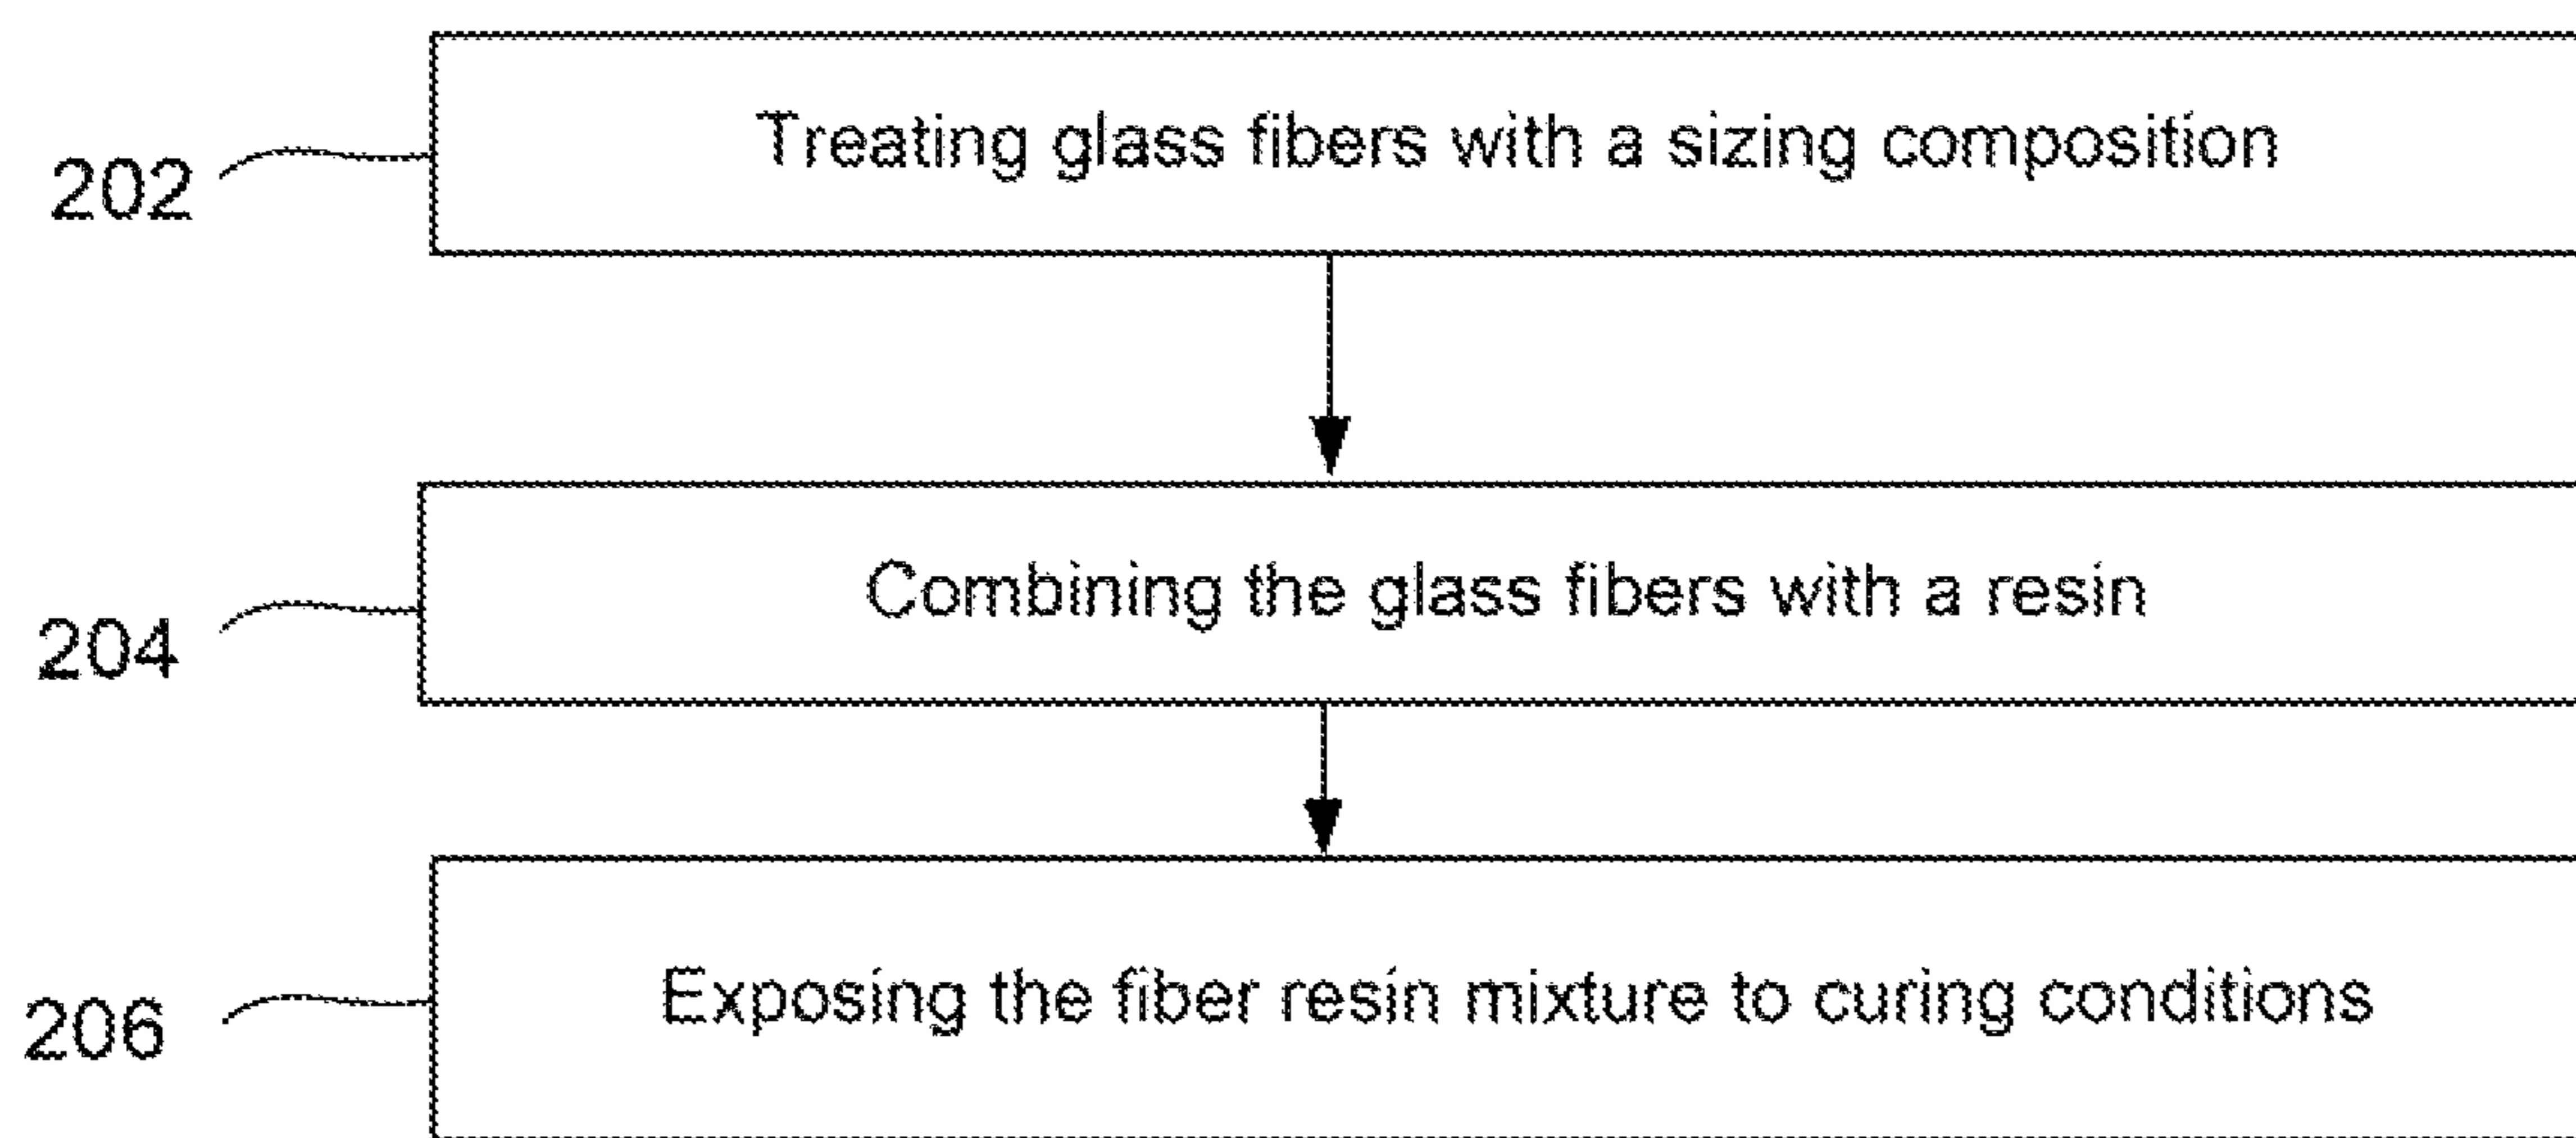 Treating glass fibers with a sizing composition
202
Combining the glass fibers with a resin
204
Exposing the fiber resin mixture to curing conditions
206